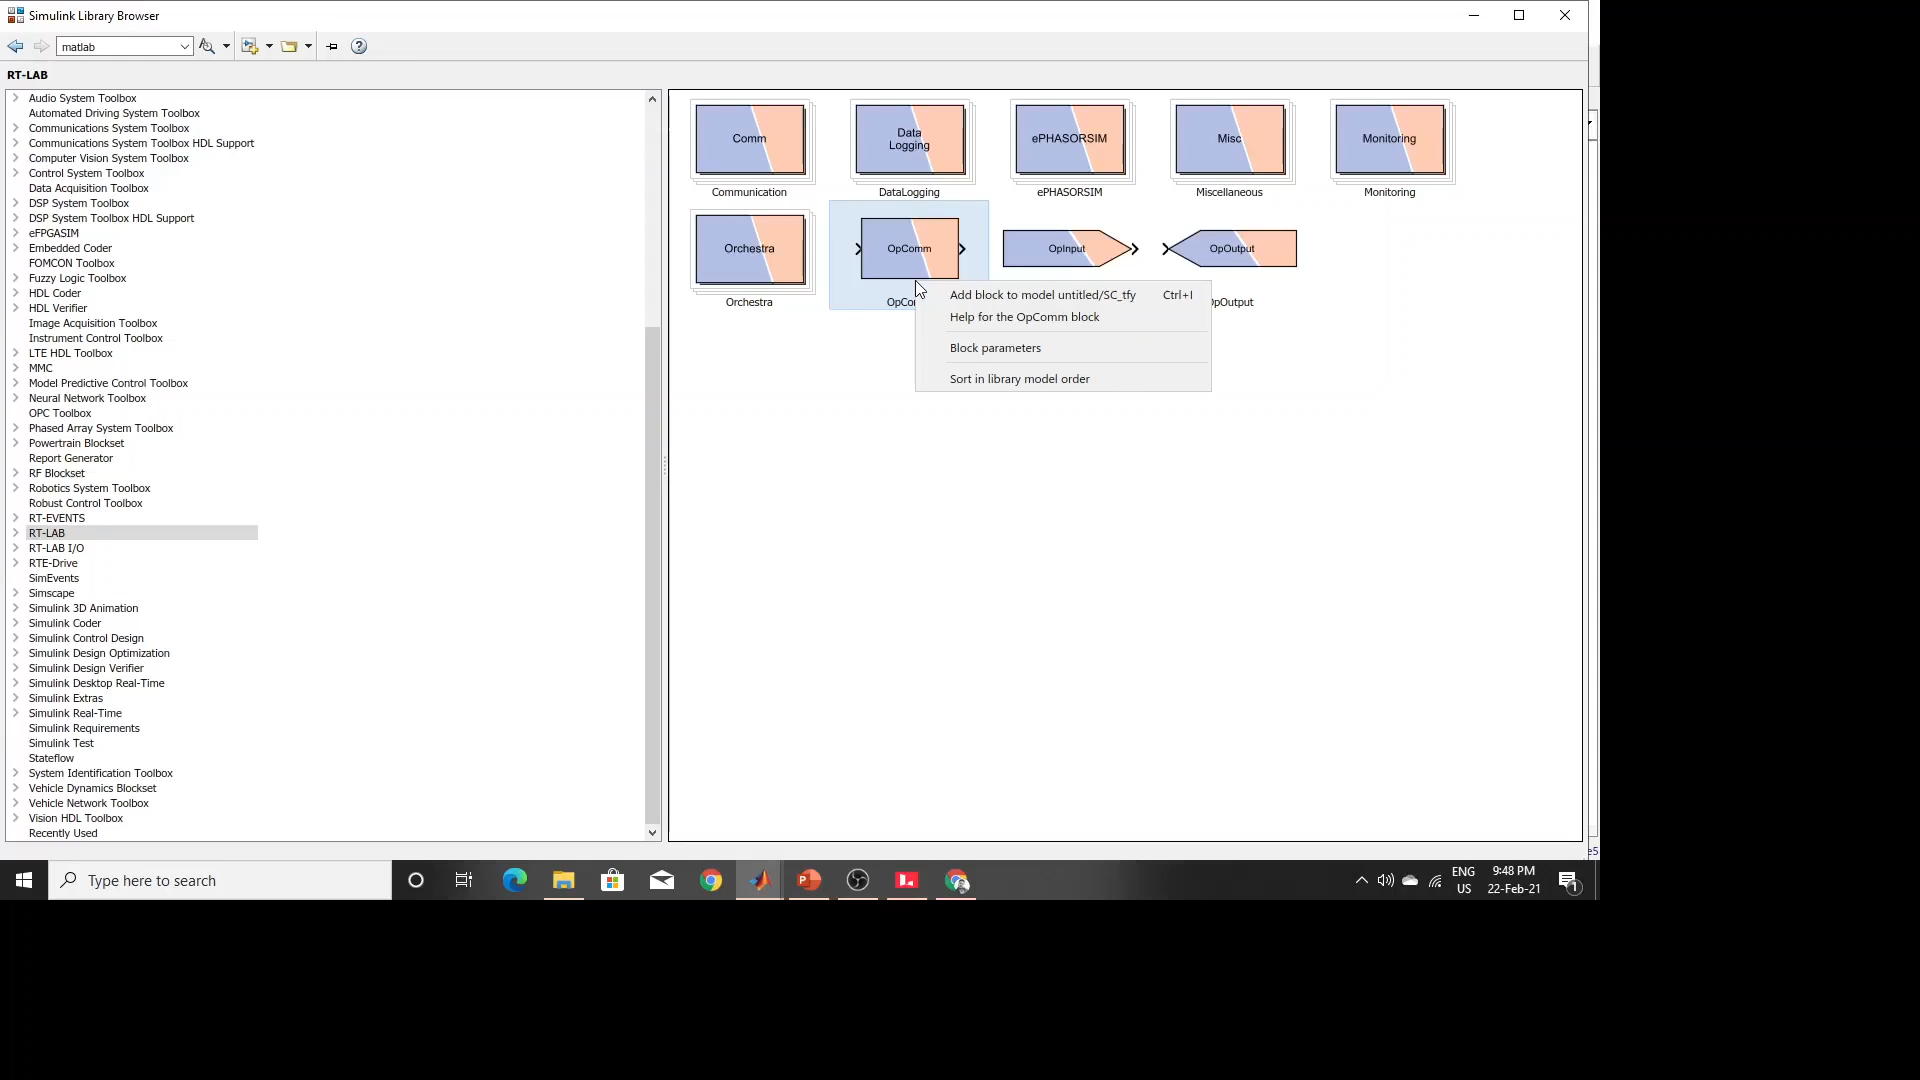 Simulink Library Browser
matlab
RT-LAB
Audio System Toolbox
Automated Driving System Toolbox
Communications System Toolbox
Communications System Toolbox HDL Support
Computer Vision System Toolbox
Control System Toolbox
Data Acquisition Toolbox
DSP System Toolbox
DSP System Toolbox HDL Support
eFPGASIM
Embedded Coder
FOMCON Toolbox
Fuzzy Logic Toolbox
HDL Coder
HDL Verifier
Image Acquisition Toolbox
Instrument Control Toolbox
LTE HDL Toolbox
MMC
Model Predictive Control Toolbox
Neural Network Toolbox
OPC Toolbox
Phased Array System Toolbox
Powertrain Blockset
Report Generator
RF Blockset
Robotics System Toolbox
Robust Control Toolbox
RT-EVENTS
RT-LAB
RT-LAB I/O
RTE-Drive
SimEvents
Simscape
Simulink 3D Animation
Simulink Coder
Simulink Control Design
Simulink Design Optimization
Simulink Design Verifier
Simulink Desktop Real-Time
Simulink Extras
Simulink Real-Time
Simulink Requirements
Simulink Test
Stateflow
System Identification Toolbox
Vehicle Dynamics Blockset
Vehicle Network Toolbox
Vision HDL Toolbox
Recently Used
Comm
Data
Logging
ePHASORSIM
Misc
Monitoring
Communication
DataLogging
ePHASORSIM
Miscellaneous
Monitoring
Orchestra
OpComm
OpInput
OpOutput
Orchestra
Add block to model untitled/SC_tfy Ctrl+I
Help for the OpComm block
Block parameters
Sort in library model order
Type here to search
ENG
US
9:48 PM
22-Feb-21
1